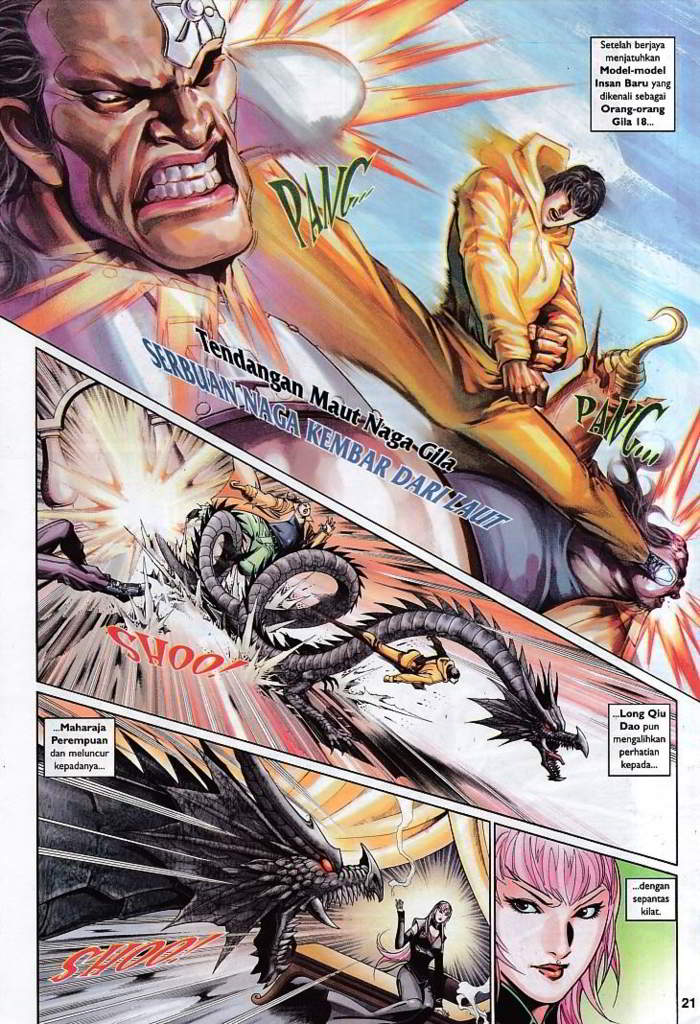 Setelah berjaya
menjatuhkan
Model-model
Insan Baru yang
dikenali sebagai
Orang-orang
Gila 18...
PANG...
PANG...
Tendangan Maut Naga Gila
SERBUAN NAGA KEMBAR DARI LAUT
SHOO!
...Long Qiu
Dao pun
mengalihkan
perhatian
kepada...
...Maharaja
Perempuan
dan meluncur
kepadanya...
SHOO!
...dengan
sepantas
kilat.
21